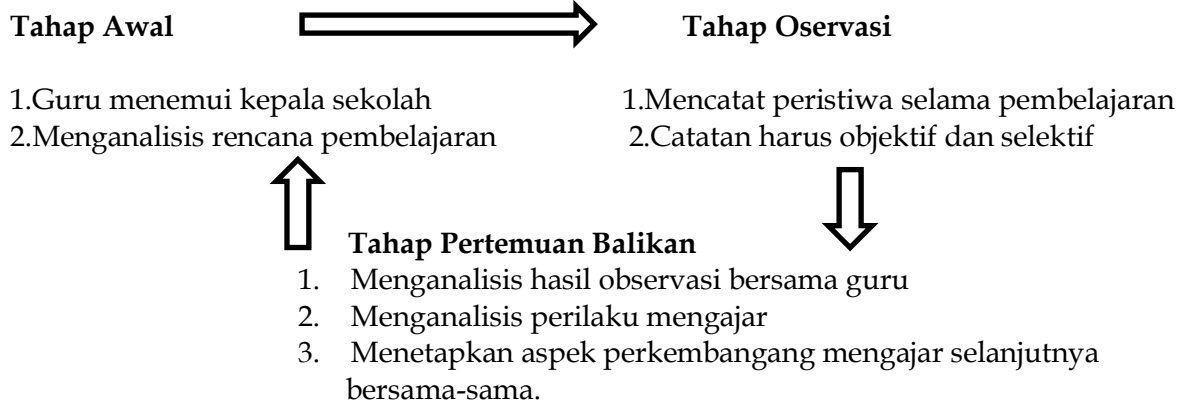 Tahap Awal
Tahap Oservasi
1.Guru menemui kepala sekolah
2.Menganalisis rencana pembelajaran
1.Mencatat peristiwa selama pembelajaran
2.Catatan harus objektif dan selektif
Tahap Pertemuan Balikan
1. Menganalisis hasil observasi bersama guru
2. Menganalisis perilaku mengajar
3. Menetapkan aspek perkembangang mengajar selanjutnya
bersama-sama.